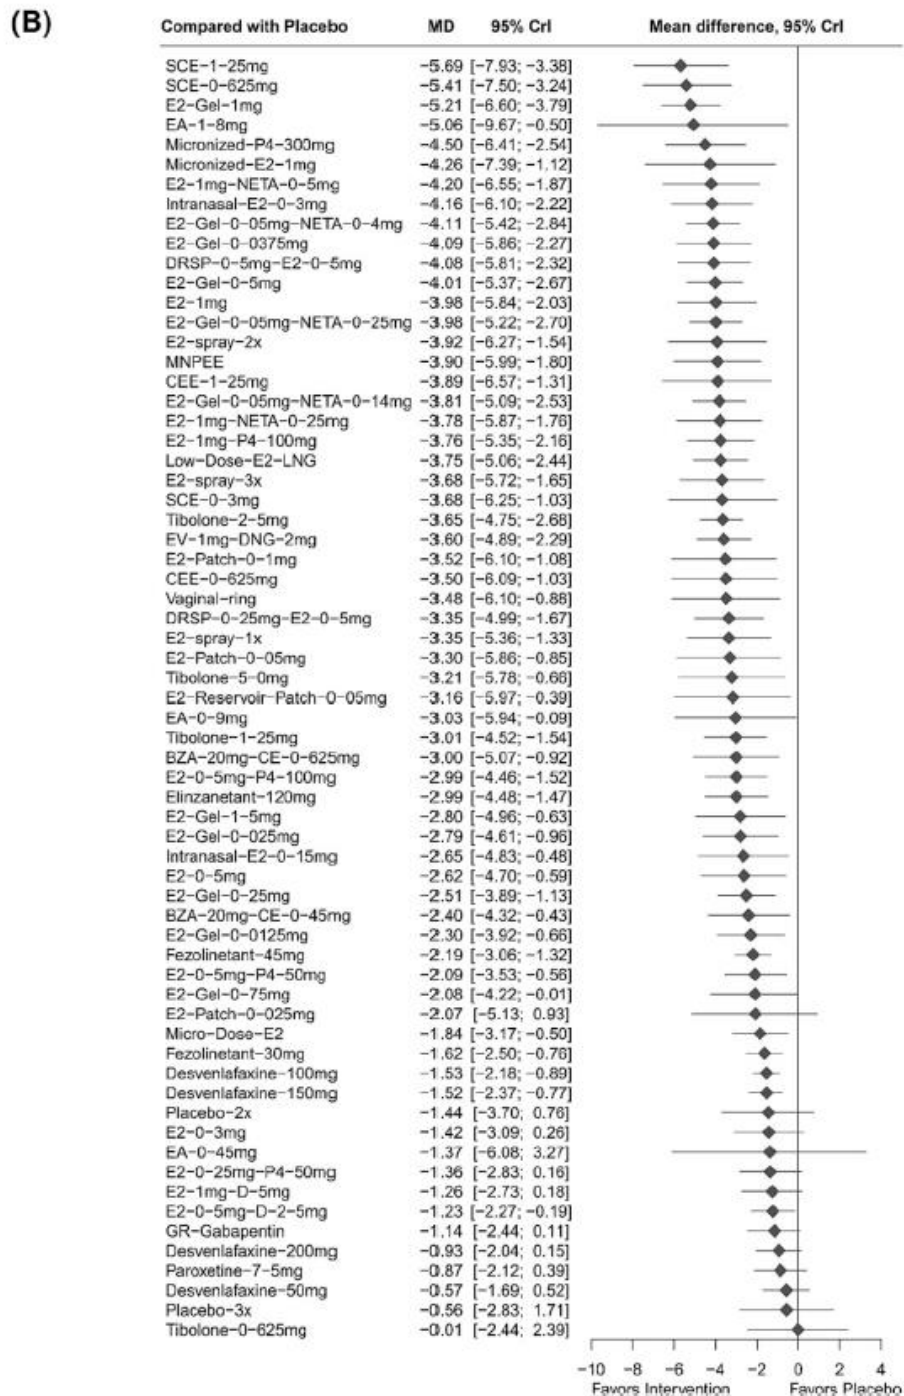 (B)
Compared with Placebo MD 95% CrI Mean difference, 95% CrI
SCE-1-25mg −5.69 [−7.93; −3.38]
SCE-0-625mg −5.41 [−7.50; −3.24]
E2-Gel-1mg −5.21 [−6.60; −3.79]
EA-1-8mg −5.06 [−9.67; −0.50]
Micronized-P4-300mg −4.50 [−6.41; −2.54]
Micronized-E2-1mg −4.26 [−7.39; −1.12]
E2-1mg-NETA-0-5mg −4.20 [−6.55; −1.87]
Intranasal-E2-0-3mg −4.16 [−6.10; −2.22]
E2-Gel-0-05mg-NETA-0-4mg −4.11 [−5.42; −2.84]
E2-Gel-0-0375mg −4.09 [−5.86; −2.27]
DRSP-0-5mg-E2-0-5mg −4.08 [−5.81; −2.32]
E2-Gel-0-5mg −4.01 [−5.37; −2.67]
E2-1mg −3.98 [−5.84; −2.03]
E2-Gel-0-05mg-NETA-0-25mg −3.98 [−5.22; −2.70]
E2-spray-2x −3.92 [−6.27; −1.54]
MNPEE −3.90 [−5.99; −1.80]
CEE-1-25mg −3.89 [−6.57; −1.31]
E2-Gel-0-05mg-NETA-0-14mg −3.81 [−5.09; −2.53]
E2-1mg-NETA-0-25mg −3.78 [−5.87; −1.76]
E2-1mg-P4-100mg −3.76 [−5.35; −2.16]
Low-Dose-E2-LNG −3.75 [−5.06; −2.44]
E2-spray-3x −3.68 [−5.72; −1.65]
SCE-0-3mg −3.68 [−6.25; −1.03]
Tibolone-2-5mg −3.65 [−4.75; −2.68]
EV-1mg-DNG-2mg −3.60 [−4.89; −2.29]
E2-Patch-0-1mg −3.52 [−6.10; −1.08]
CEE-0-625mg −3.50 [−6.09; −1.03]
Vaginal-ring −3.48 [−6.10; −0.88]
DRSP-0-25mg-E2-0-5mg −3.35 [−4.99; −1.67]
E2-spray-1x −3.35 [−5.36; −1.33]
E2-Patch-0-05mg −3.30 [−5.86; −0.85]
Tibolone-5-0mg −3.21 [−5.78; −0.66]
E2-Reservoir-Patch-0-05mg −3.16 [−5.97; −0.39]
EA-0-9mg −3.03 [−5.94; −0.09]
Tibolone-1-25mg −3.01 [−4.52; −1.54]
BZA-20mg-CE-0-625mg −3.00 [−5.07; −0.92]
E2-0-5mg-P4-100mg −2.99 [−4.46; −1.52]
Elinzanetant-120mg −2.99 [−4.48; −1.47]
E2-Gel-1-5mg −2.80 [−4.96; −0.63]
E2-Gel-0-025mg −2.79 [−4.61; −0.96]
Intranasal-E2-0-15mg −2.65 [−4.83; −0.48]
E2-0-5mg −2.62 [−4.70; −0.59]
E2-Gel-0-25mg −2.51 [−3.89; −1.13]
BZA-20mg-CE-0-45mg −2.40 [−4.32; −0.43]
E2-Gel-0-0125mg −2.30 [−3.92; −0.66]
Fezolinetant-45mg −2.19 [−3.06; −1.32]
E2-0-5mg-P4-50mg −2.09 [−3.53; −0.56]
E2-Gel-0-75mg −2.08 [−4.22; −0.01]
E2-Patch-0-025mg −2.07 [−5.13; 0.93]
Micro-Dose-E2 −1.84 [−3.17; −0.50]
Fezolinetant-30mg −1.62 [−2.50; −0.76]
Desvenlafaxine-100mg −1.53 [−2.18; −0.89]
Desvenlafaxine-150mg −1.52 [−2.37; −0.77]
Placebo-2x −1.44 [−3.70; 0.76]
E2-0-3mg −1.42 [−3.09; 0.26]
EA-0-45mg −1.37 [−6.08; 3.27]
E2-0-25mg-P4-50mg −1.36 [−2.83; 0.16]
E2-1mg-D-5mg −1.26 [−2.73; 0.18]
E2-0-5mg-D-2-5mg −1.23 [−2.27; −0.19]
GR-Gabapentin −1.14 [−2.44; 0.11]
Desvenlafaxine-200mg −0.93 [−2.04; 0.15]
Paroxetine-7-5mg −0.87 [−2.12; 0.39]
Desvenlafaxine-50mg −0.57 [−1.69; 0.52]
Placebo-3x −0.56 [−2.83; 1.71]
Tibolone-0-625mg −0.01 [−2.44; 2.39]
−10 −8 −6 −4 −2 0 2 4
Favors Intervention Favors Placebo